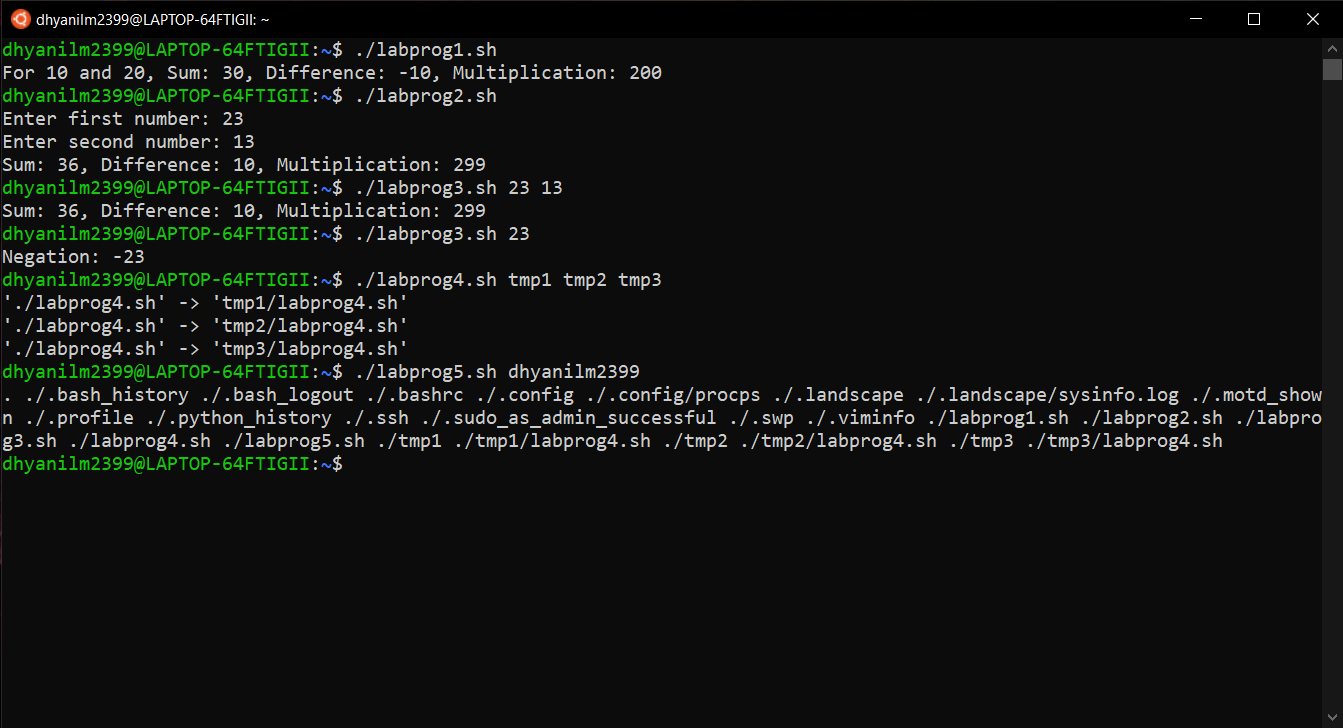 dhyanilm2399@LAPTOP-64FTIGII: ~
dhyanilm2399@LAPTOP-64FTIGII:~$ ./labprog1.sh
For 10 and 20, Sum: 30, Difference: -10, Multiplication: 200
dhyanilm2399@LAPTOP-64FTIGII:~$ ./labprog2.sh
Enter first number: 23
Enter second number: 13
Sum: 36, Difference: 10, Multiplication: 299
dhyanilm2399@LAPTOP-64FTIGII:~$ ./labprog3.sh 23 13
Sum: 36, Difference: 10, Multiplication: 299
dhyanilm2399@LAPTOP-64FTIGII:~$ ./labprog3.sh 23
Negation: -23
dhyanilm2399@LAPTOP-64FTIGII:~$ ./labprog4.sh tmp1 tmp2 tmp3
'./labprog4.sh' -> 'tmp1/labprog4.sh'
'./labprog4.sh' -> 'tmp2/labprog4.sh'
'./labprog4.sh' -> 'tmp3/labprog4.sh'
dhyanilm2399@LAPTOP-64FTIGII:~$ ./labprog5.sh dhyanilm2399
. ./.bash_history ./.bash_logout ./.bashrc ./.config ./.config/procps ./.landscape ./.landscape/sysinfo.log ./.motd_show
n ./.profile ./.python_history ./.ssh ./.sudo_as_admin_successful ./.swp ./.viminfo ./labprog1.sh ./labprog2.sh ./labpro
g3.sh ./labprog4.sh ./labprog5.sh ./tmp1 ./tmp1/labprog4.sh ./tmp2 ./tmp2/labprog4.sh ./tmp3 ./tmp3/labprog4.sh
dhyanilm2399@LAPTOP-64FTIGII:~$